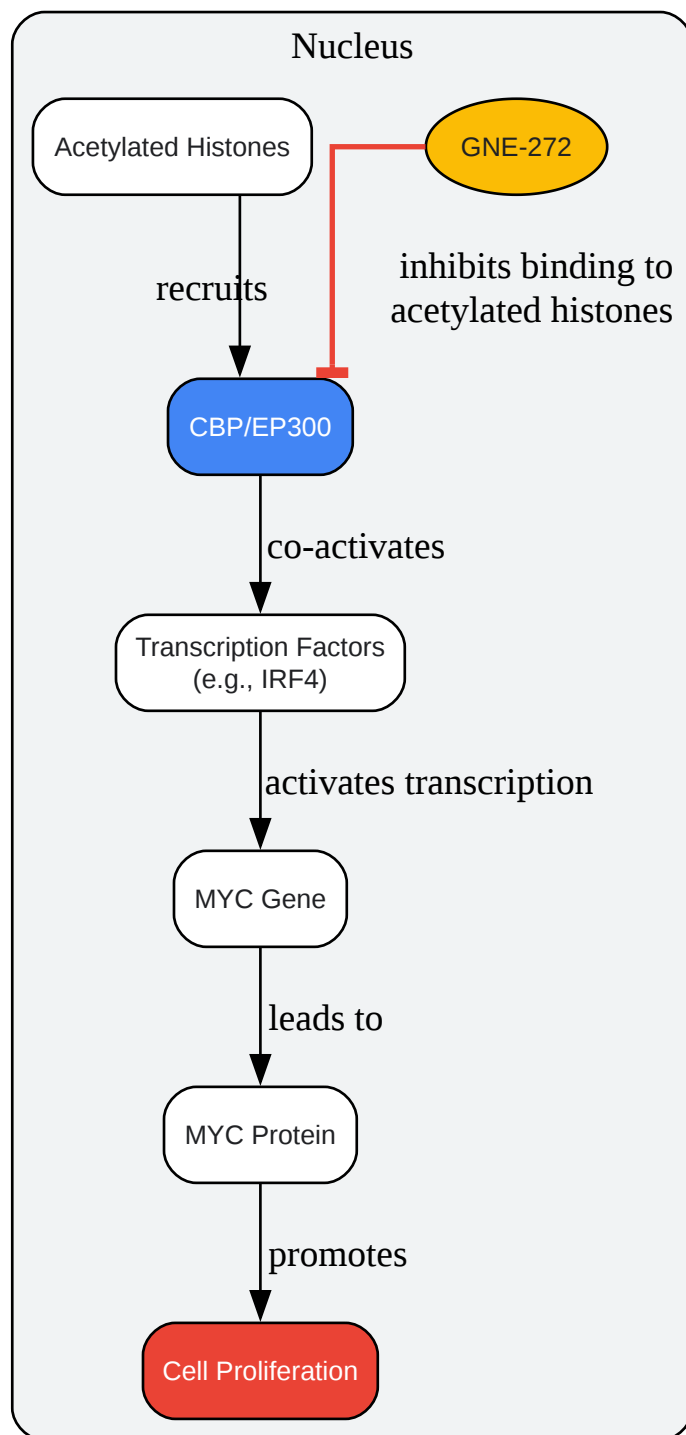 Nucleus
Acetylated Histones
GNE-272
inhibits binding to
acetylated histones
recruits
CBP/EP300
co-activates
Transcription Factors
(e.g., IRF4)
activates transcription
MYC Gene
leads to
MYC Protein
promotes
Cell Proliferation